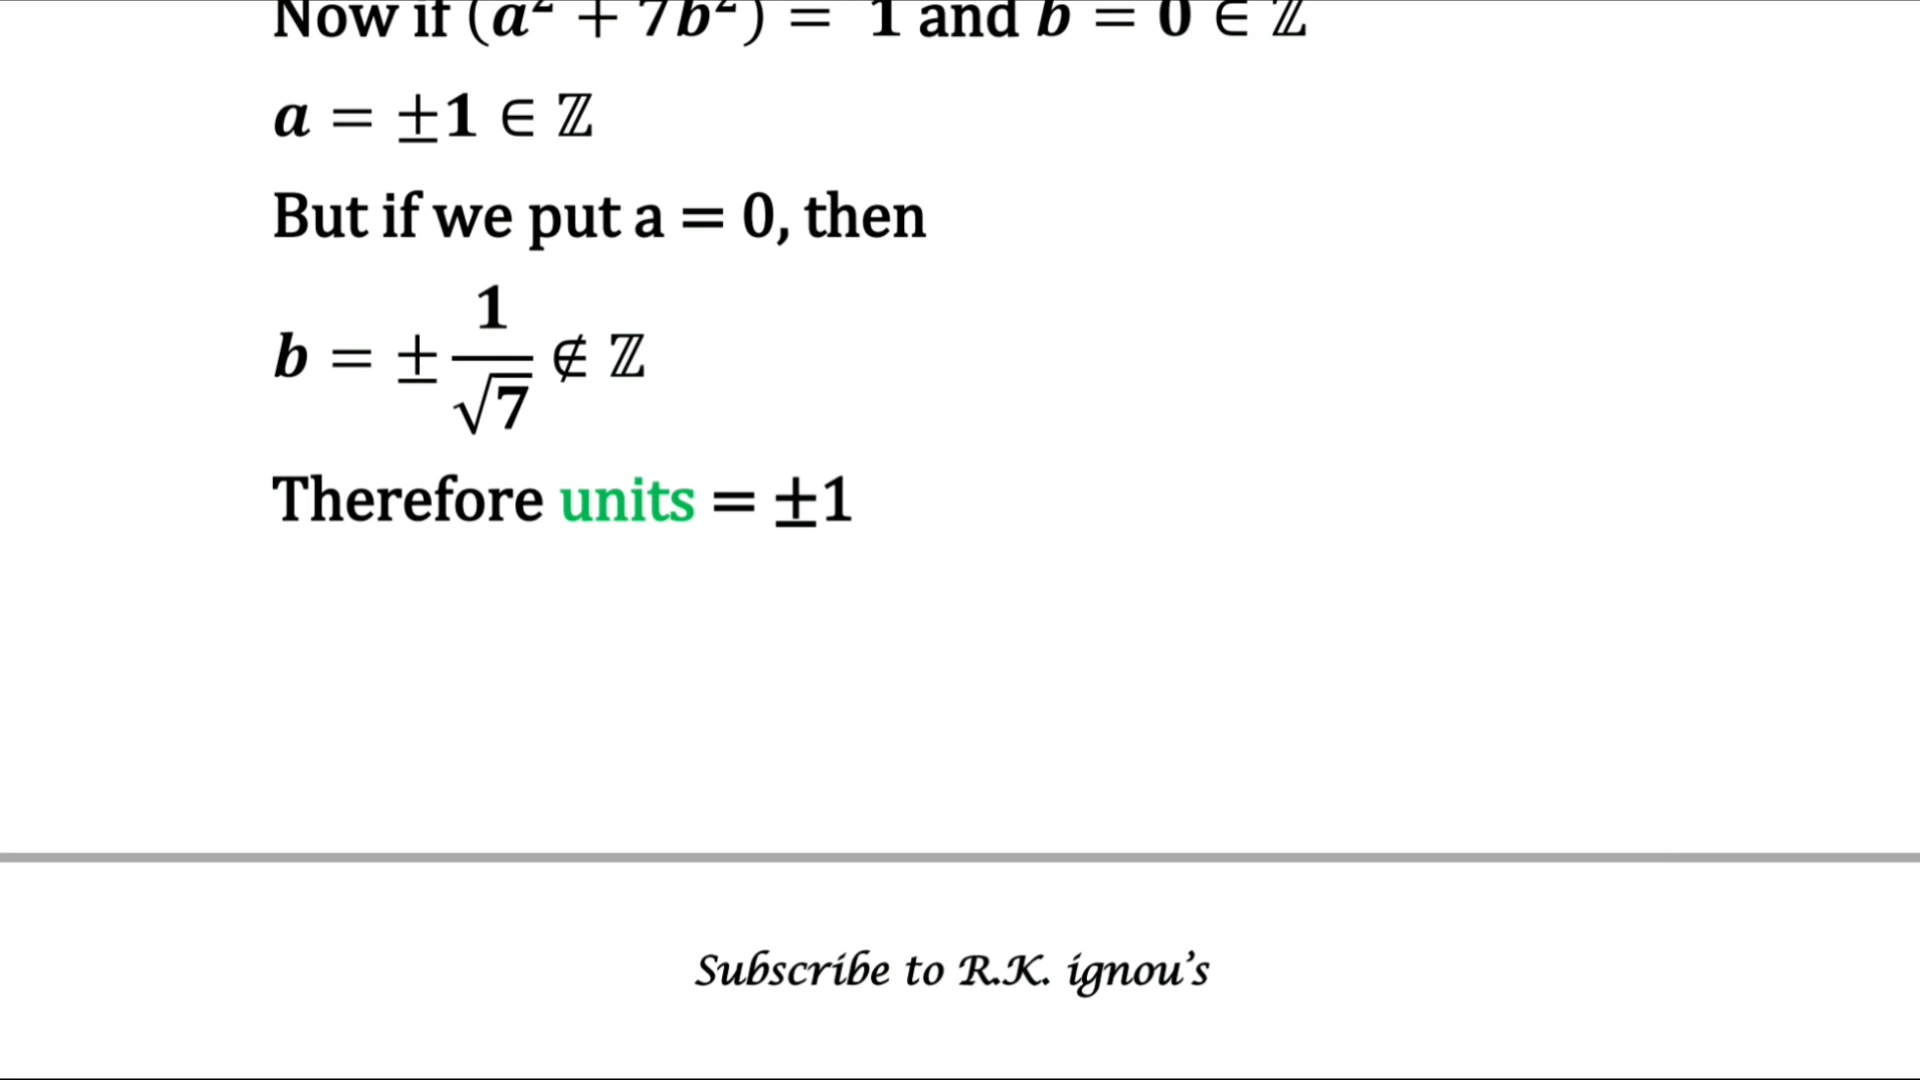 Now if (a² + 7b²) = 1 and b = 0 ∈ ℤ
a = ±1 ∈ ℤ
But if we put a = 0, then
b = ± 1/√7 ∉ ℤ
Therefore units = ±1
Subscribe to R.K. ignou's